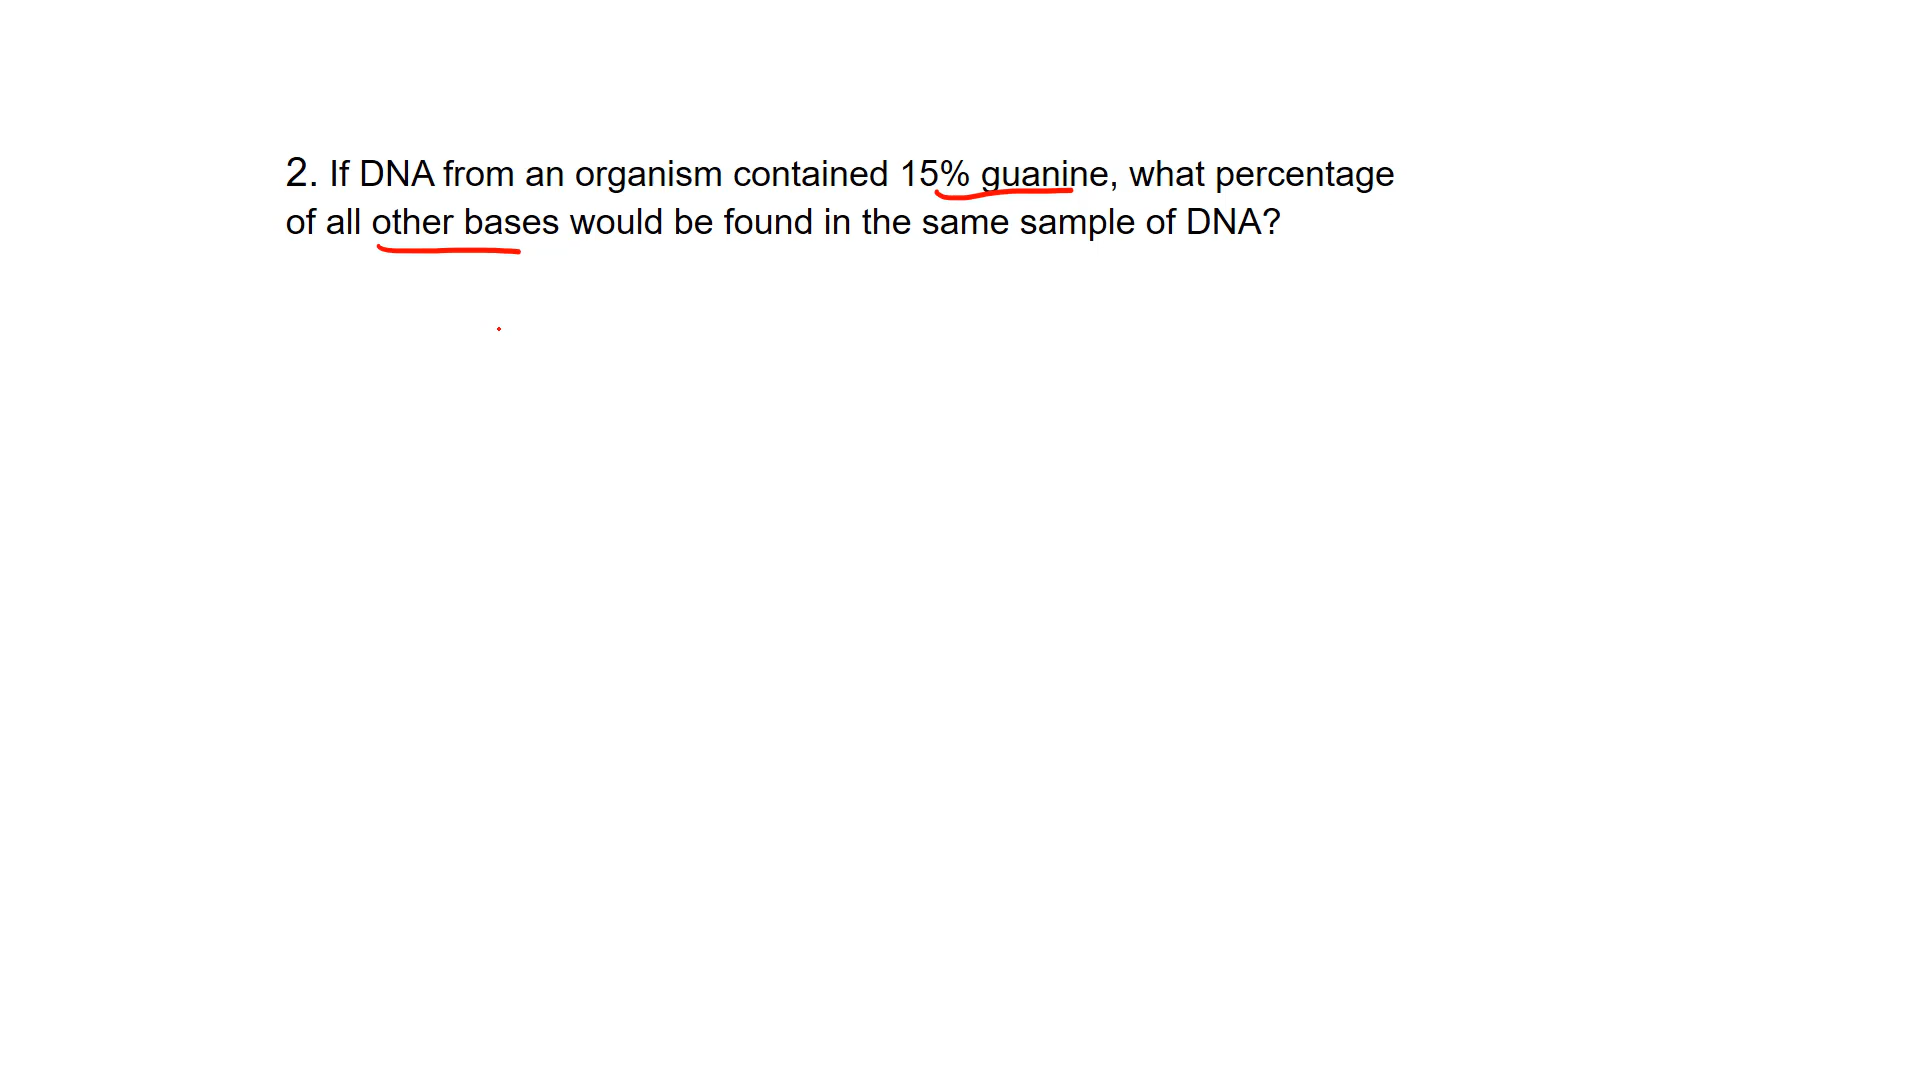 2. If DNA from an organism contained 15% guanine, what percentage
of all other bases would be found in the same sample of DNA?